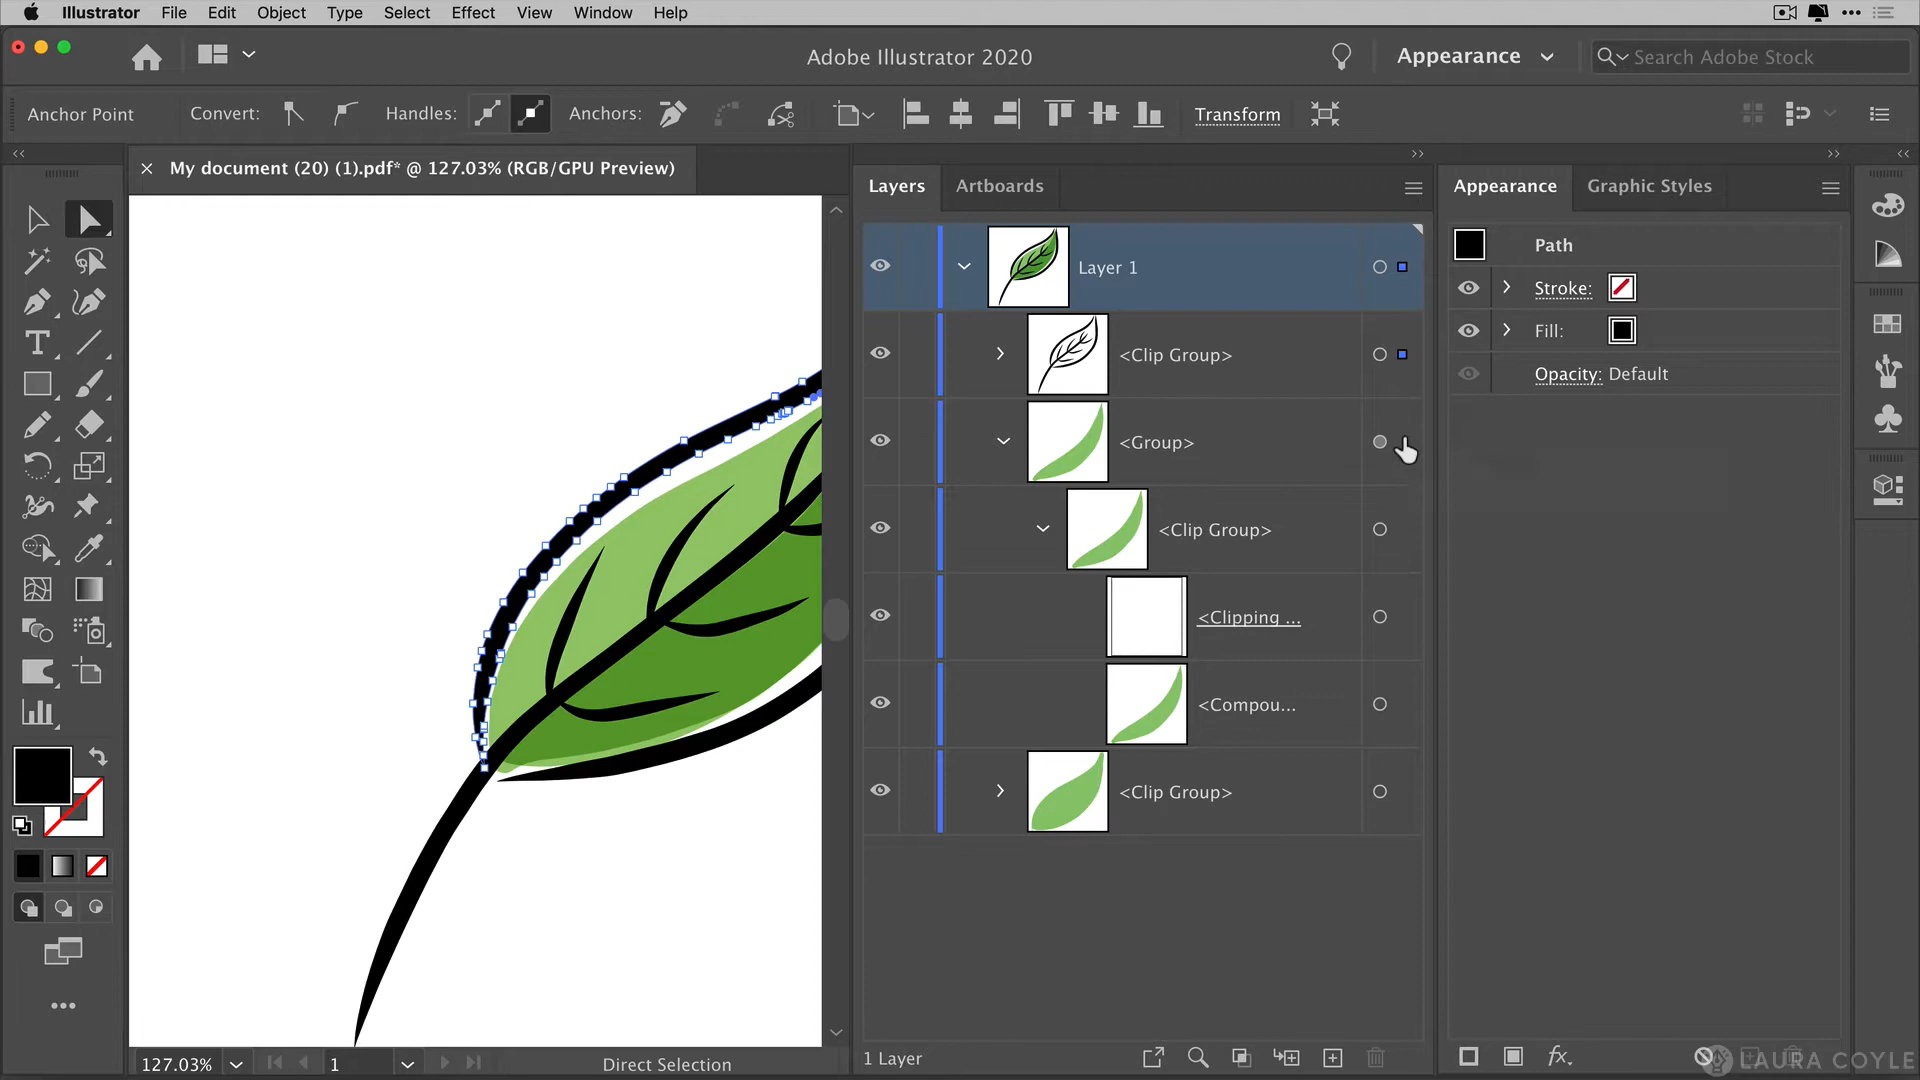 Illustrator File Edit Object Type Select Effect View Window Help
Adobe Illustrator 2020
Appearance
Search Adobe Stock
Anchor Point Convert: Handles: Anchors: Transform
My document (20) (1).pdf* @ 127.03% (RGB/GPU Preview)
Layers Artboards
Appearance Graphic Styles
Layer 1
<Clip Group>
<Group>
<Clip Group>
<Clipping ...
<Compou...
<Clip Group>
Path
Stroke:
Fill:
Opacity: Default
127.03%
1
Direct Selection
1 Layer
fx
LAURA COYLE